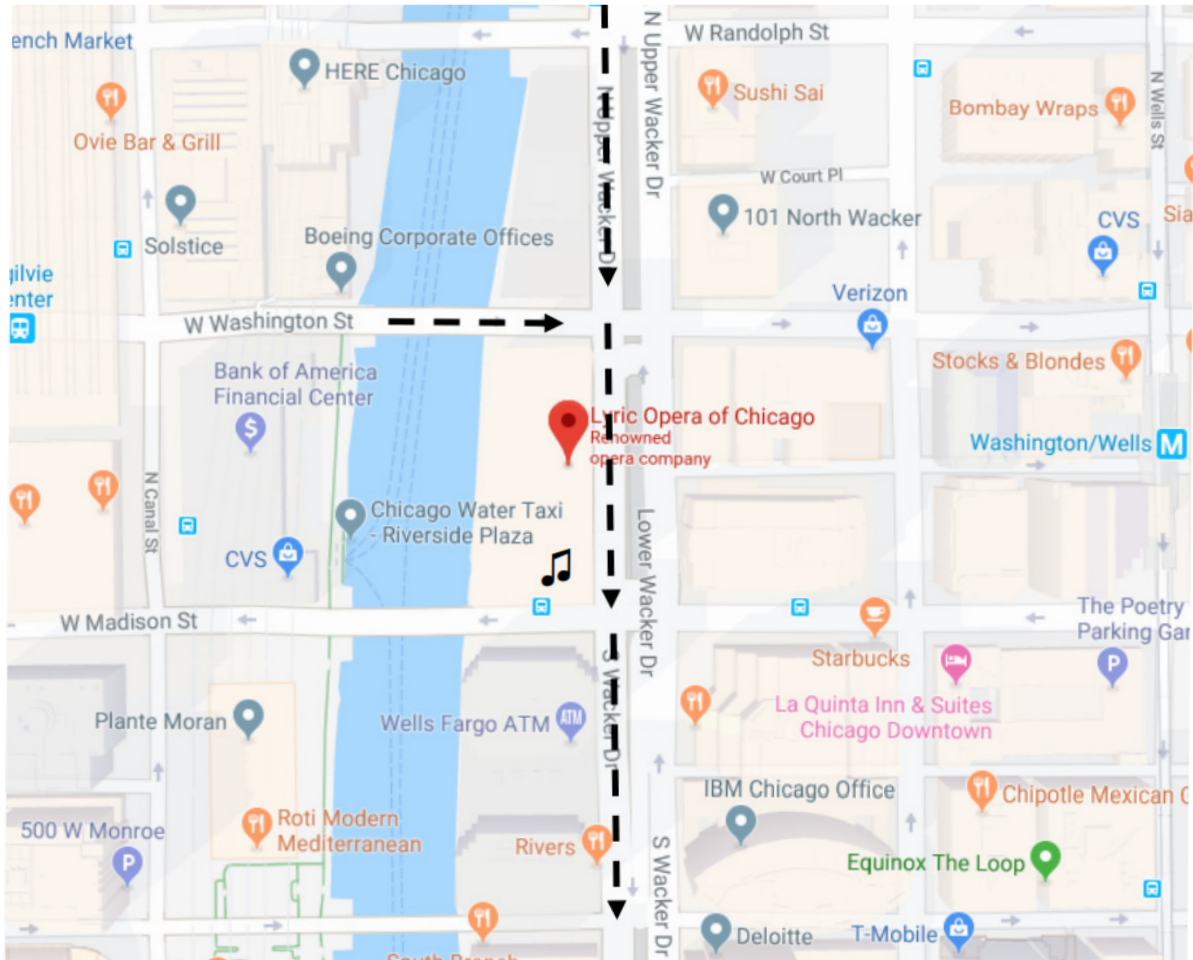 W Randolph St
ench Market
HERE Chicago
N Upper Wacker Dr
N Upper Wacker Dr
Sushi Sai
Bombay Wraps
N Wells St
Ovie Bar & Grill
W Court Pl
101 North Wacker
CVS
Sia
Solstice
Boeing Corporate Offices
gilvie
enter
Verizon
W Washington St
Stocks & Blondes
Bank of America
Financial Center
$
Lyric Opera of Chicago
Renowned
opera company
Washington/Wells
M
N Canal St
Chicago Water Taxi
- Riverside Plaza
Lower Wacker Dr
CVS
W Madison St
The Poetry
Parking Gar
P
Starbucks
S Wacker Dr
La Quinta Inn & Suites
Chicago Downtown
Plante Moran
Wells Fargo ATM
ATM
IBM Chicago Office
Chipotle Mexican
500 W Monroe
P
Roti Modern
Mediterranean
Rivers
S Wacker Dr
Equinox The Loop
Deloitte
T-Mobile